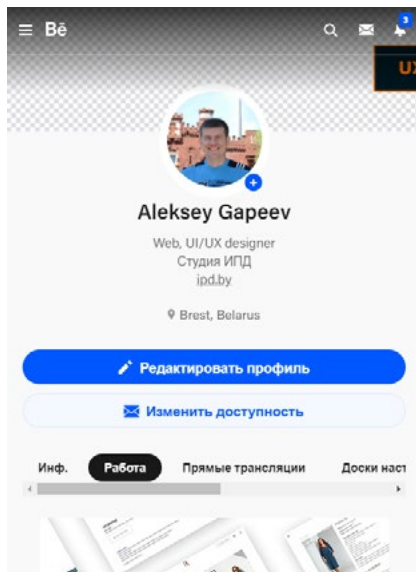 Bē
3
UX
Aleksey Gapeev
Web, UI/UX designer
Студия ИПД
ipd.by
Brest, Belarus
Редактировать профиль
Изменить доступность
Инф. Работа Прямые трансляции Доски наст